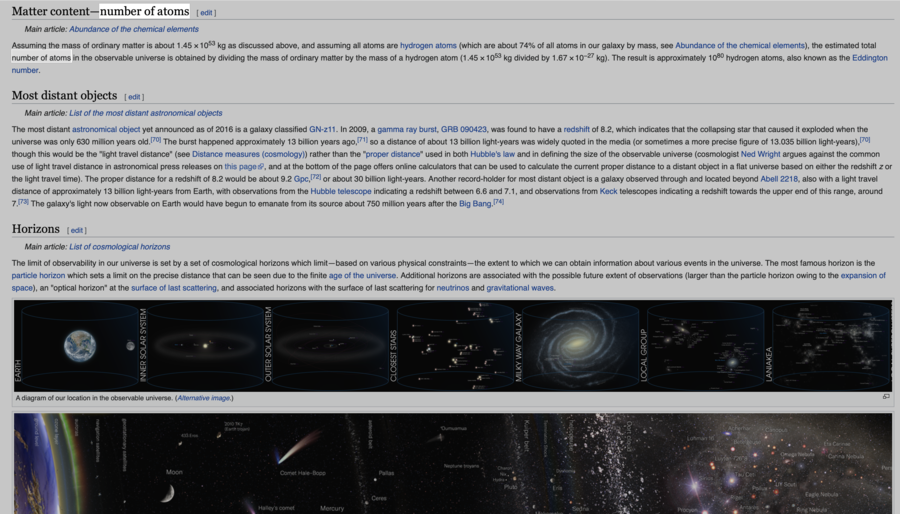 Matter content—number of atoms [ edit ]
Main article: Abundance of the chemical elements
Assuming the mass of ordinary matter is about 1.45 × 10⁵³ kg as discussed above, and assuming all atoms are hydrogen atoms (which are about 74% of all atoms in our galaxy by mass, see Abundance of the chemical elements), the estimated total
number of atoms in the observable universe is obtained by dividing the mass of ordinary matter by the mass of a hydrogen atom (1.45 × 10⁵³ kg divided by 1.67 × 10⁻²⁷ kg). The result is approximately 10⁸⁰ hydrogen atoms, also known as the Eddington
number.
Most distant objects [ edit ]
Main article: List of the most distant astronomical objects
The most distant astronomical object yet announced as of 2016 is a galaxy classified GN-z11. In 2009, a gamma ray burst, GRB 090423, was found to have a redshift of 8.2, which indicates that the collapsing star that caused it exploded when the
universe was only 630 million years old.[70] The burst happened approximately 13 billion years ago,[71] so a distance of about 13 billion light-years was widely quoted in the media (or sometimes a more precise figure of 13.035 billion light-years),[70]
though this would be the "light travel distance" (see Distance measures (cosmology)) rather than the "proper distance" used in both Hubble's law and in defining the size of the observable universe (cosmologist Ned Wright argues against the common
use of light travel distance in astronomical press releases on this page, and at the bottom of the page offers online calculators that can be used to calculate the current proper distance to a distant object in a flat universe based on either the redshift z or
the light travel time). The proper distance for a redshift of 8.2 would be about 9.2 Gpc,[72] or about 30 billion light-years. Another record-holder for most distant object is a galaxy observed through and located beyond Abell 2218, also with a light travel
distance of approximately 13 billion light-years from Earth, with observations from the Hubble telescope indicating a redshift between 6.6 and 7.1, and observations from Keck telescopes indicating a redshift towards the upper end of this range, around
7.[73] The galaxy's light now observable on Earth would have begun to emanate from its source about 750 million years after the Big Bang.[74]
Horizons [ edit ]
Main article: List of cosmological horizons
The limit of observability in our universe is set by a set of cosmological horizons which limit—based on various physical constraints—the extent to which we can obtain information about various events in the universe. The most famous horizon is the
particle horizon which sets a limit on the precise distance that can be seen due to the finite age of the universe. Additional horizons are associated with the possible future extent of observations (larger than the particle horizon owing to the expansion of
space), an "optical horizon" at the surface of last scattering, and associated horizons with the surface of last scattering for neutrinos and gravitational waves.
EARTH
INNER SOLAR SYSTEM
OUTER SOLAR SYSTEM
CLOSEST STARS
MILKY WAY GALAXY
LOCAL GROUP
LANIAKEA
A diagram of our location in the observable universe. (Alternative image.)
Moon
Comet Hale–Bopp
Halley's comet
Mercury
Pallas
Ceres
Oumuamua
Pluto
Kuiper belt
Omega Nebula
Eagle Nebula
Ring Nebula